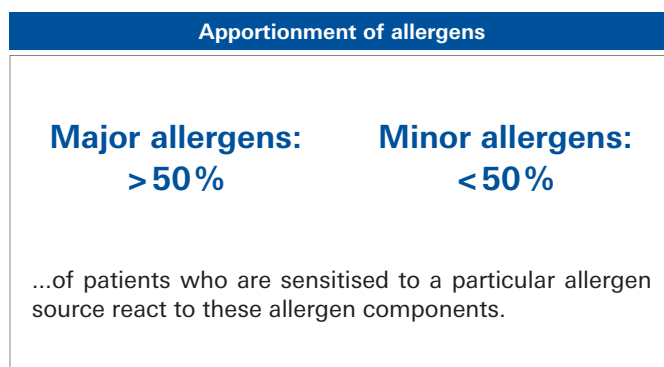 Apportionment of allergens
Major allergens:
>50%
Minor allergens:
<50%
...of patients who are sensitised to a particular allergen
source react to these allergen components.